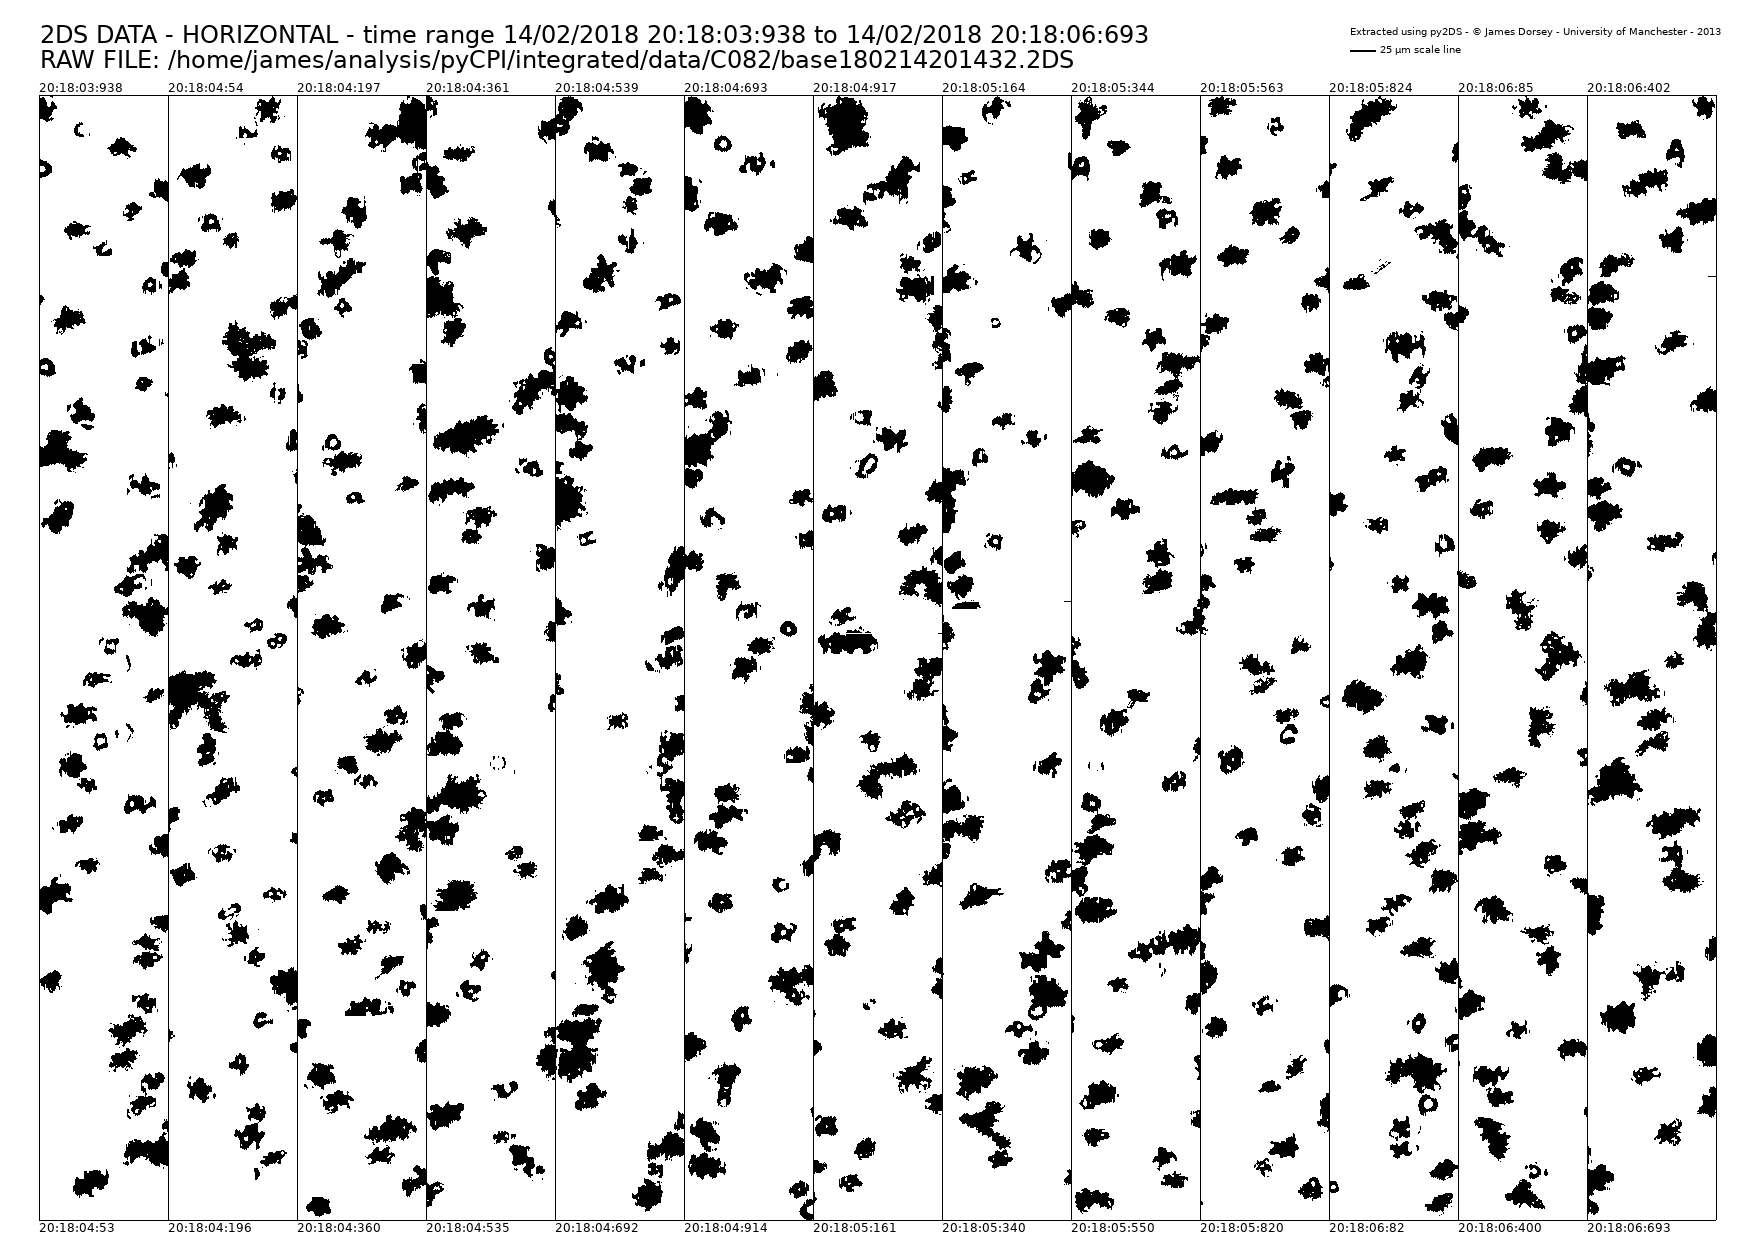 2DS DATA - HORIZONTAL - time range 14/02/2018 20:18:03:938 to 14/02/2018 20:18:06:693
RAW FILE: /home/james/analysis/pyCPI/integrated/data/C082/base180214201432.2DS
Extracted using py2DS - © James Dorsey - University of Manchester - 2013
25 µm scale line
20:18:03:938 20:18:04:54 20:18:04:197 20:18:04:361 20:18:04:539 20:18:04:693 20:18:04:917 20:18:05:164 20:18:05:344 20:18:05:563 20:18:05:824 20:18:06:85 20:18:06:402
20:18:04:53 20:18:04:196 20:18:04:360 20:18:04:535 20:18:04:692 20:18:04:914 20:18:05:161 20:18:05:340 20:18:05:550 20:18:05:820 20:18:06:82 20:18:06:400 20:18:06:693